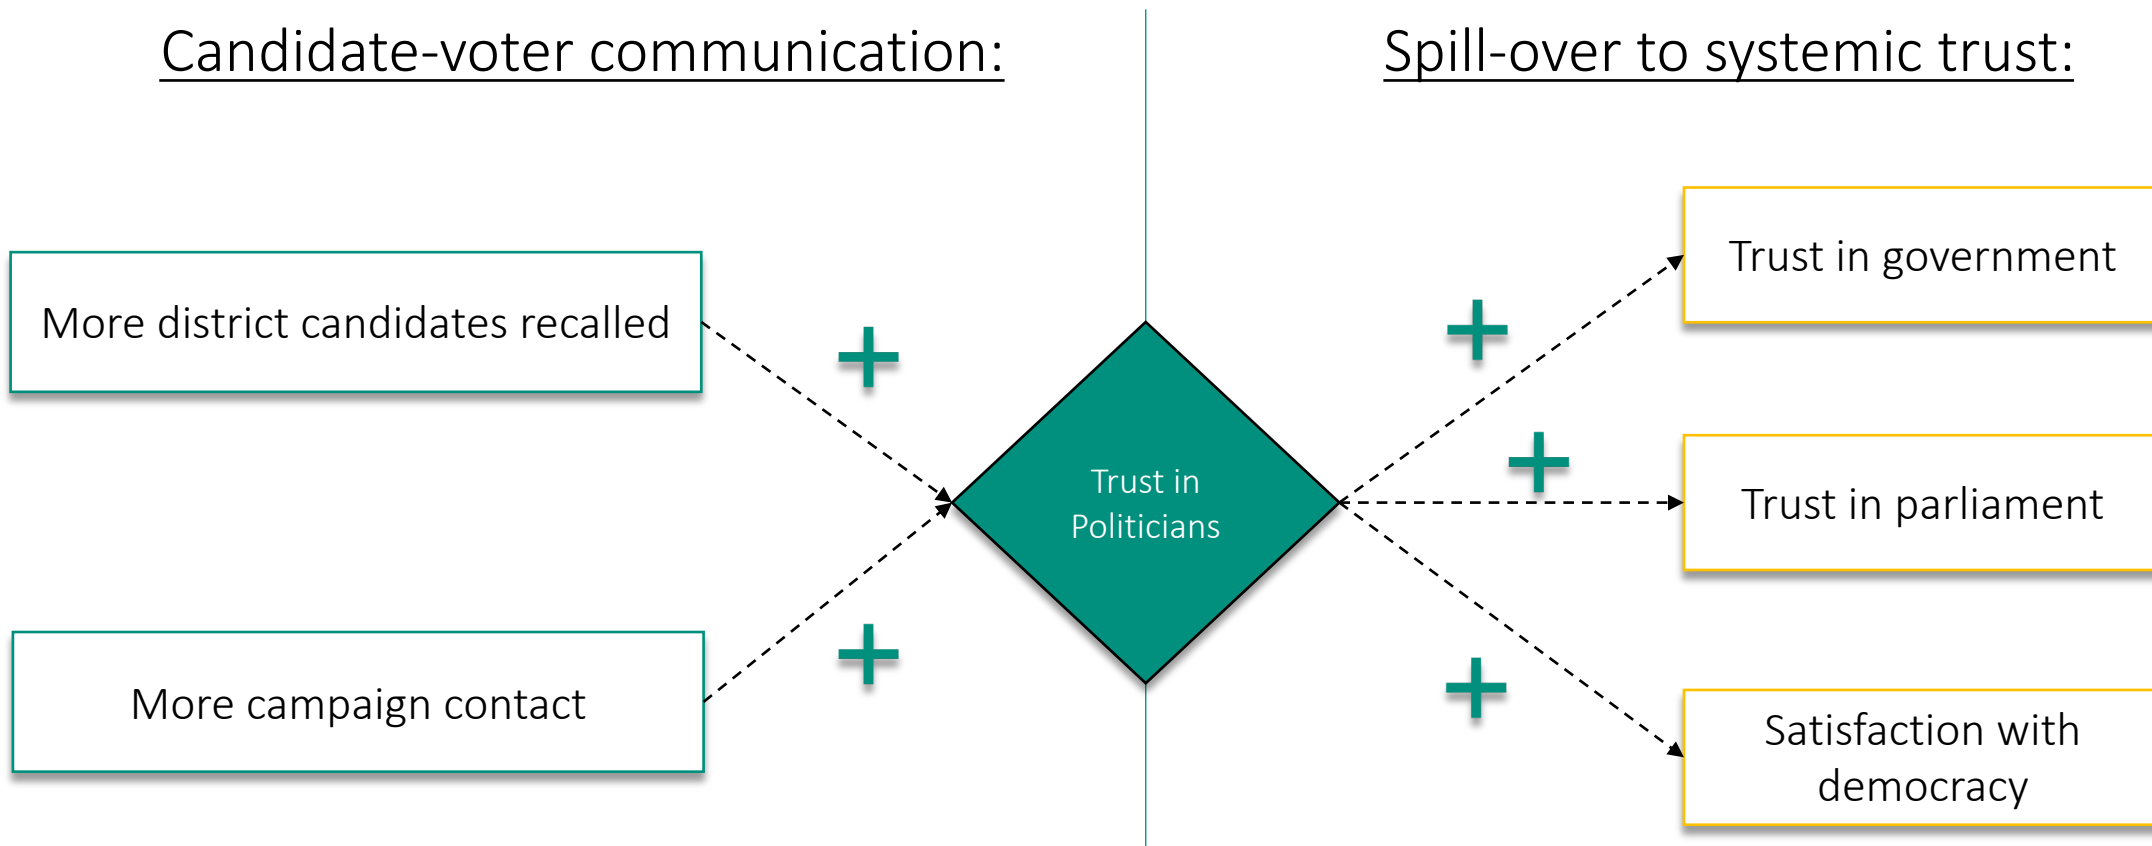 Candidate-voter communication:
Spill-over to systemic trust:
More district candidates recalled
+
More campaign contact
+
Trust in
Politicians
+
Trust in government
+
Trust in parliament
+
Satisfaction with
democracy